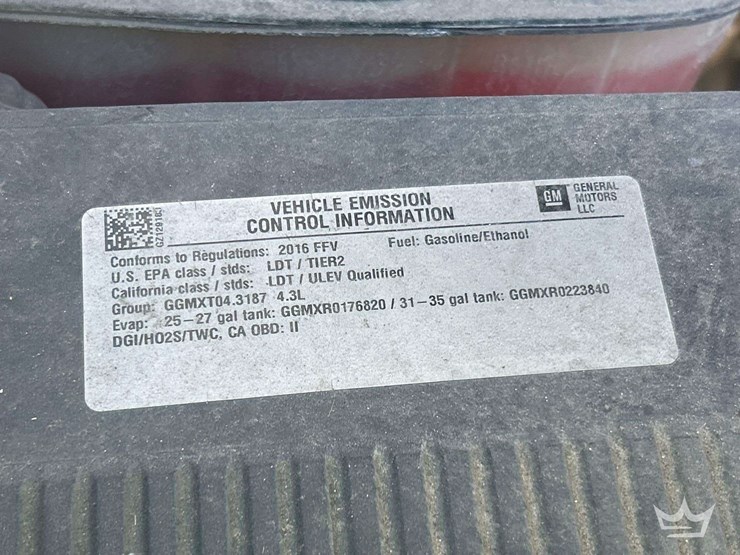 VEHICLE EMISSION
CONTROL INFORMATION
GM
GENERAL
MOTORS
LLC
Conforms to Regulations: 2016 FFV Fuel: Gasoline/Ethanol
U.S. EPA class / stds: LDT / TIER2
California class / stds: LDT / ULEV Qualified
Group: GGMXT04.3187 4.3L
Evap: 25–27 gal tank: GGMXR0176820 / 31–35 gal tank: GGMXR0223840
DGI/HO2S/TWC, CA OBD: II